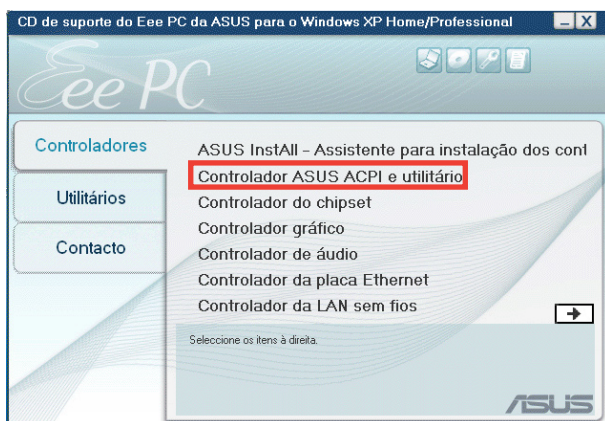 CD de suporte do Eee PC da ASUS para o Windows XP Home/Professional
Eee PC
Controladores
Utilitários
Contacto
ASUS InstAll - Assistente para instalação dos cont
Controlador ASUS ACPI e utilitário
Controlador do chipset
Controlador gráfico
Controlador de áudio
Controlador da placa Ethernet
Controlador da LAN sem fios
Seleccione os itens à direita.
ASUS